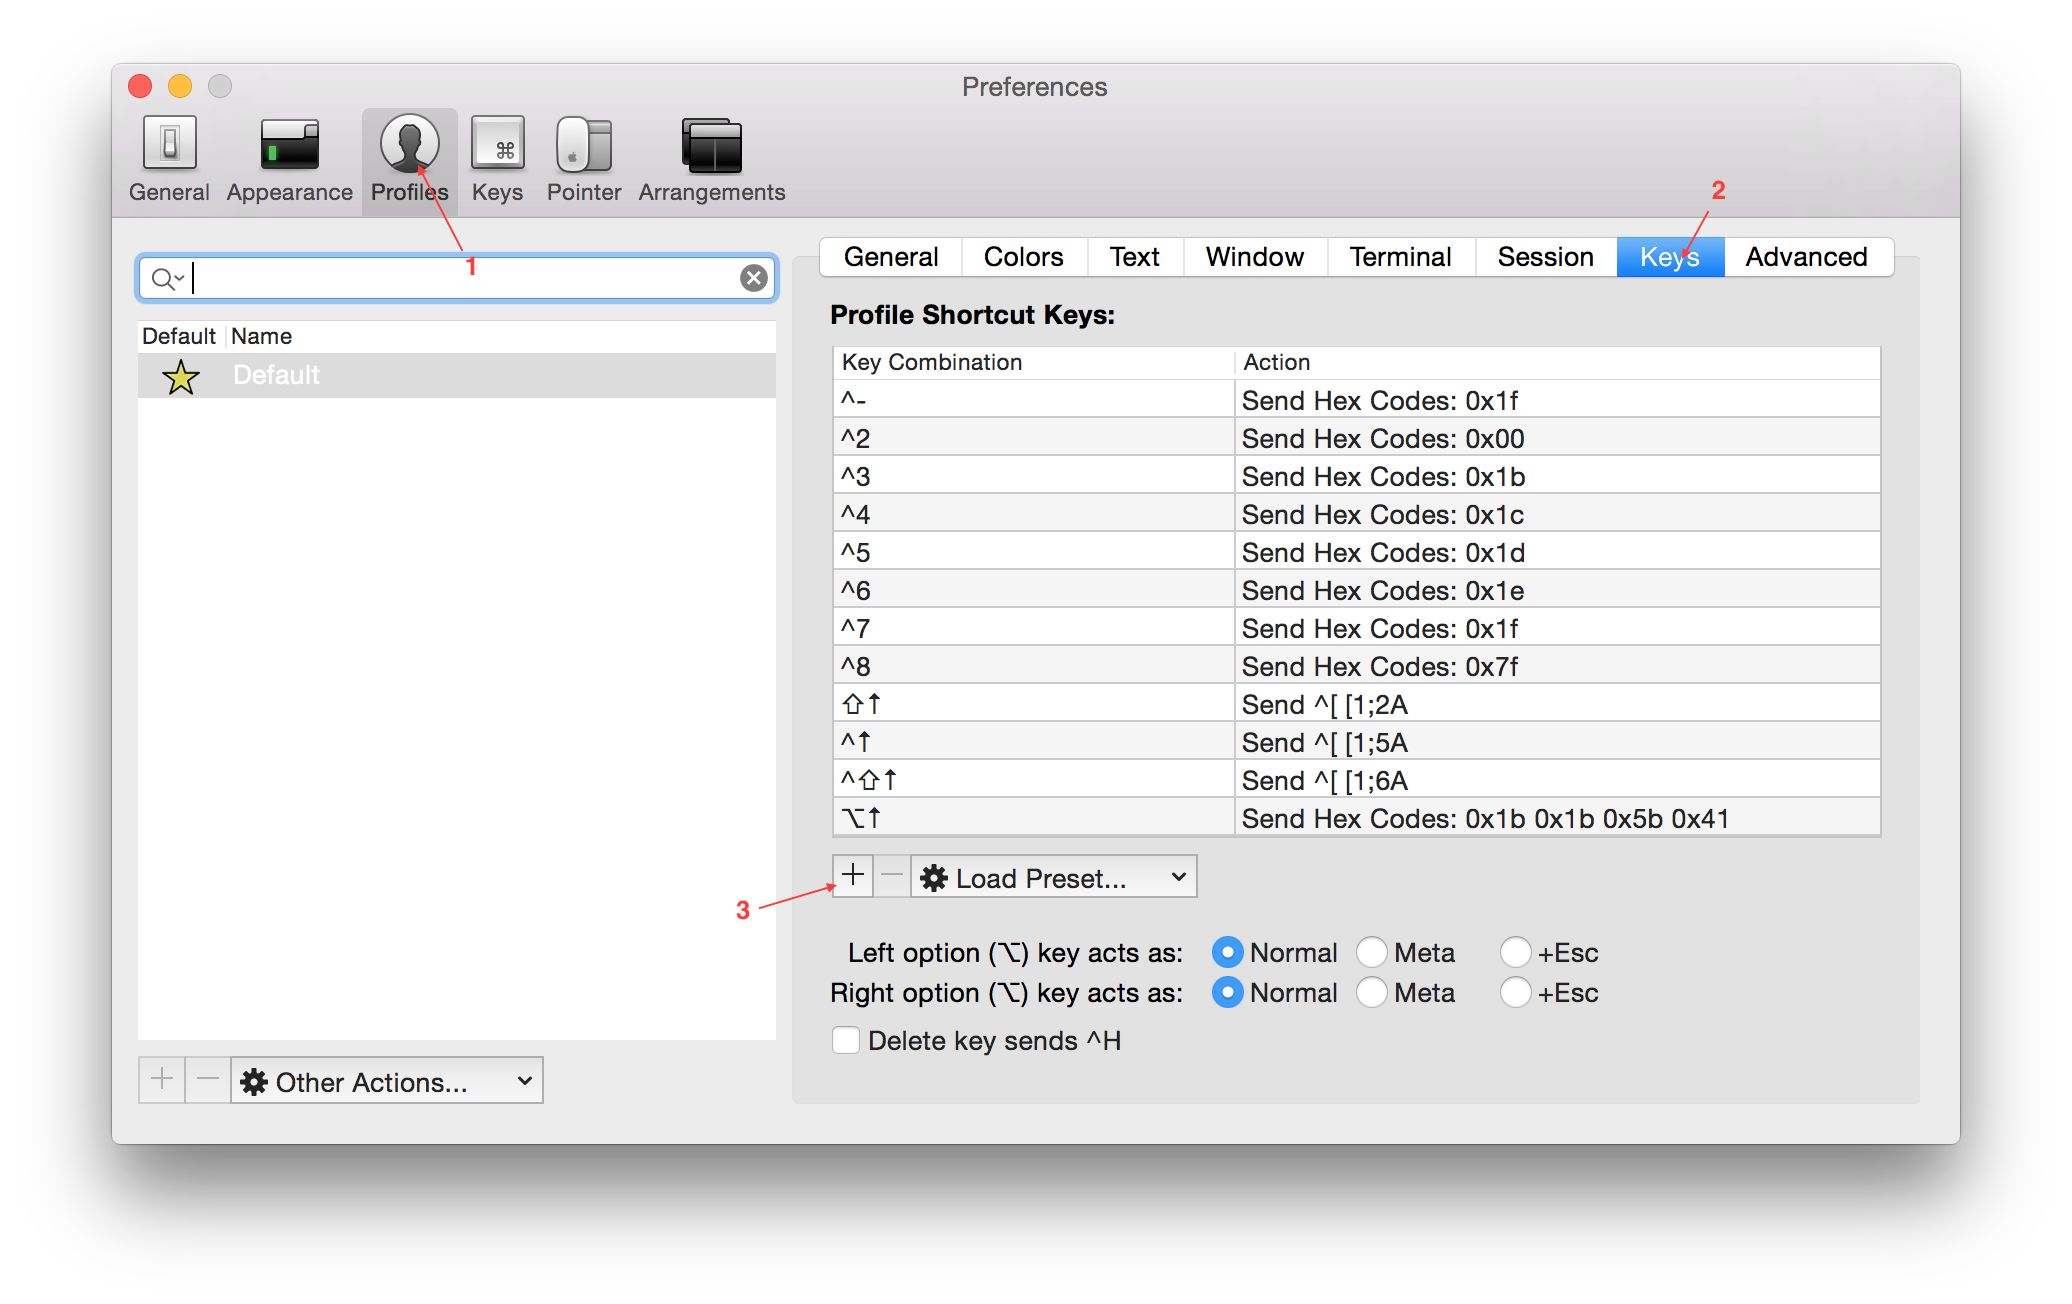 Preferences
General Appearance Profiles Keys Pointer Arrangements
1
2
General Colors Text Window Terminal Session Keys Advanced
Default Name
Default
Profile Shortcut Keys:
Key Combination Action
^- Send Hex Codes: 0x1f
^2 Send Hex Codes: 0x00
^3 Send Hex Codes: 0x1b
^4 Send Hex Codes: 0x1c
^5 Send Hex Codes: 0x1d
^6 Send Hex Codes: 0x1e
^7 Send Hex Codes: 0x1f
^8 Send Hex Codes: 0x7f
⇧↑ Send ^[ [1;2A
^↑ Send ^[ [1;5A
^⇧↑ Send ^[ [1;6A
⌥↑ Send Hex Codes: 0x1b 0x1b 0x5b 0x41
+ − Load Preset...
3
Left option (⌥) key acts as: Normal Meta +Esc
Right option (⌥) key acts as: Normal Meta +Esc
Delete key sends ^H
+ − Other Actions...